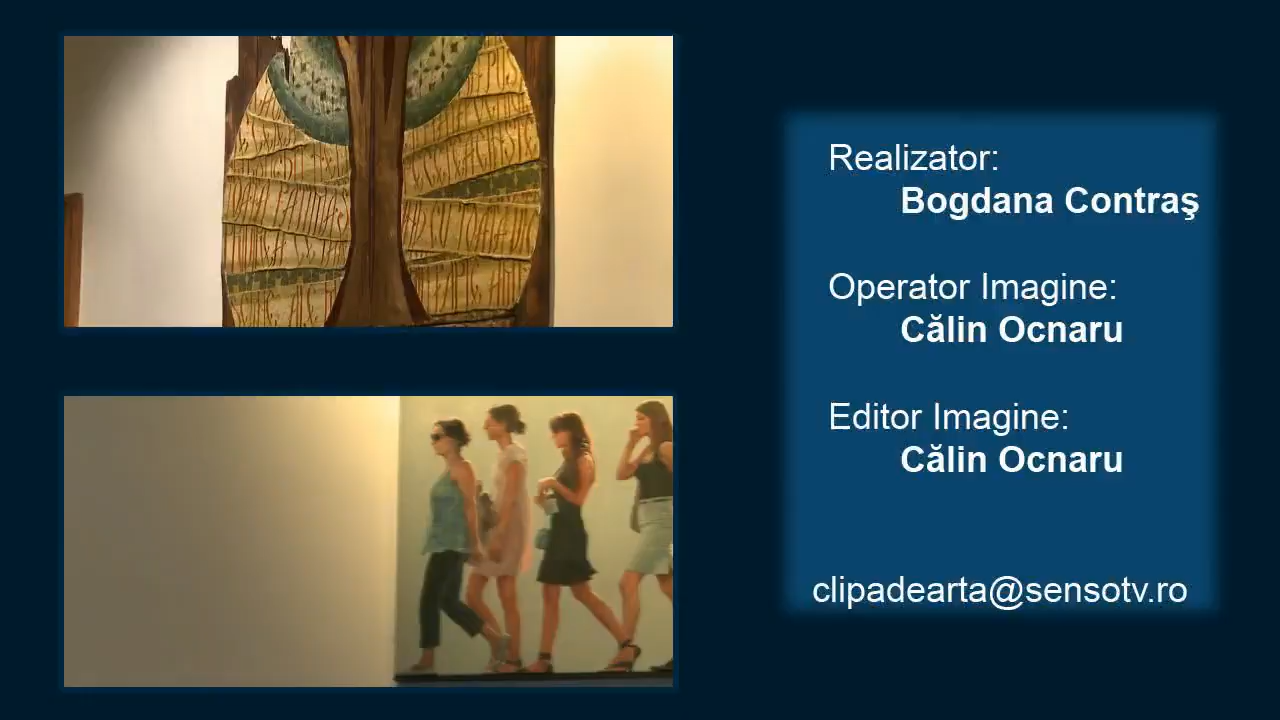 Realizator:
Bogdana Contraş
Operator Imagine:
Călin Ocnaru
Editor Imagine:
Călin Ocnaru
clipadearta@sensotv.ro